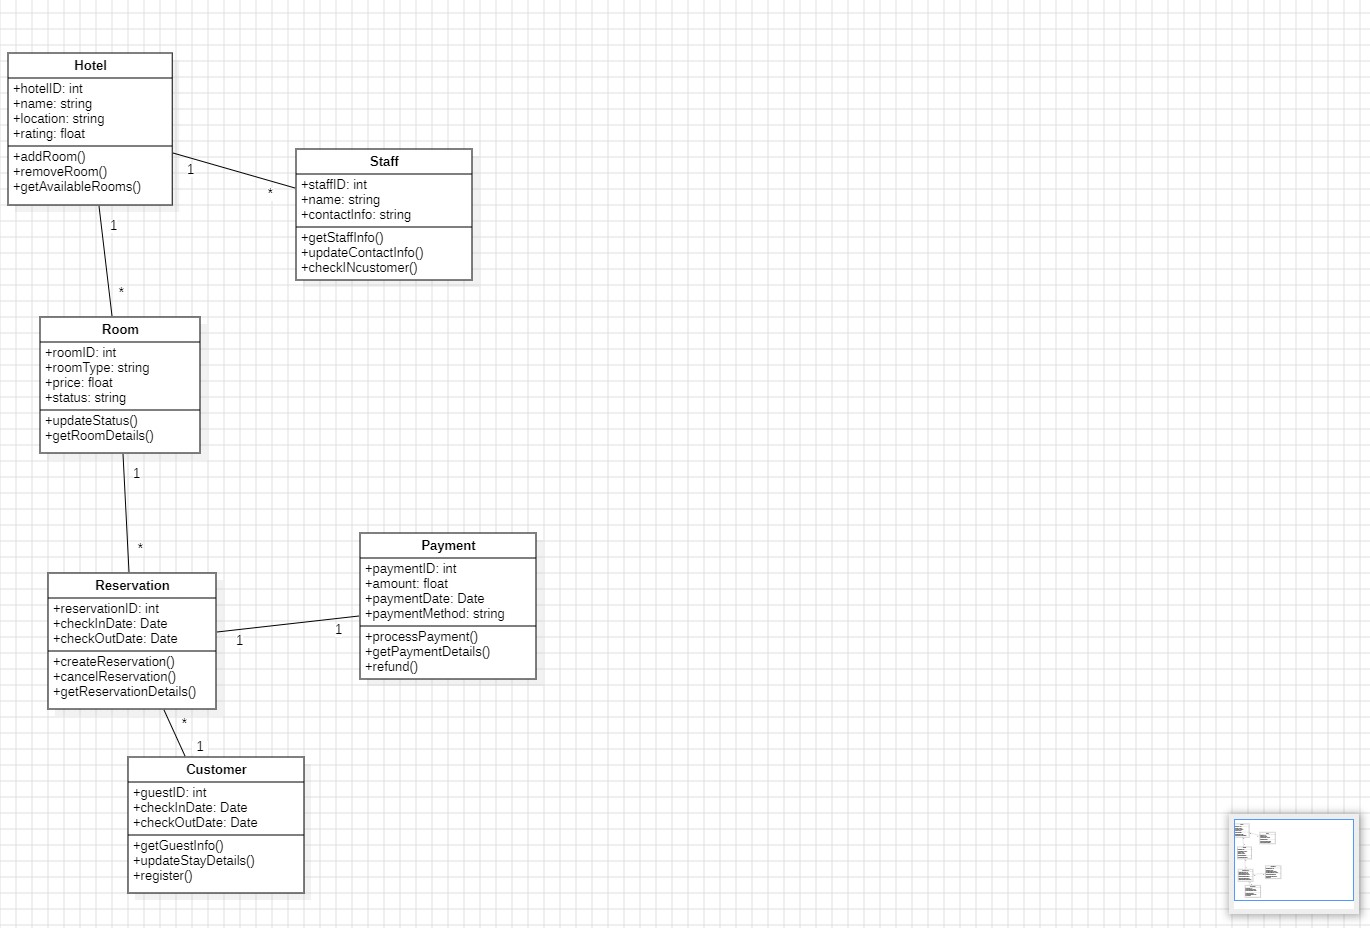 Hotel
+hotelID: int
+name: string
+location: string
+rating: float
+addRoom()
+removeRoom()
+getAvailableRooms()
1
*
Staff
+staffID: int
+name: string
+contactInfo: string
+getStaffInfo()
+updateContactInfo()
+checkINcustomer()
1
*
Room
+roomID: int
+roomType: string
+price: float
+status: string
+updateStatus()
+getRoomDetails()
1
*
Reservation
+reservationID: int
+checkInDate: Date
+checkOutDate: Date
+createReservation()
+cancelReservation()
+getReservationDetails()
1
1
Payment
+paymentID: int
+amount: float
+paymentDate: Date
+paymentMethod: string
+processPayment()
+getPaymentDetails()
+refund()
*
1
Customer
+guestID: int
+checkInDate: Date
+checkOutDate: Date
+getGuestInfo()
+updateStayDetails()
+register()